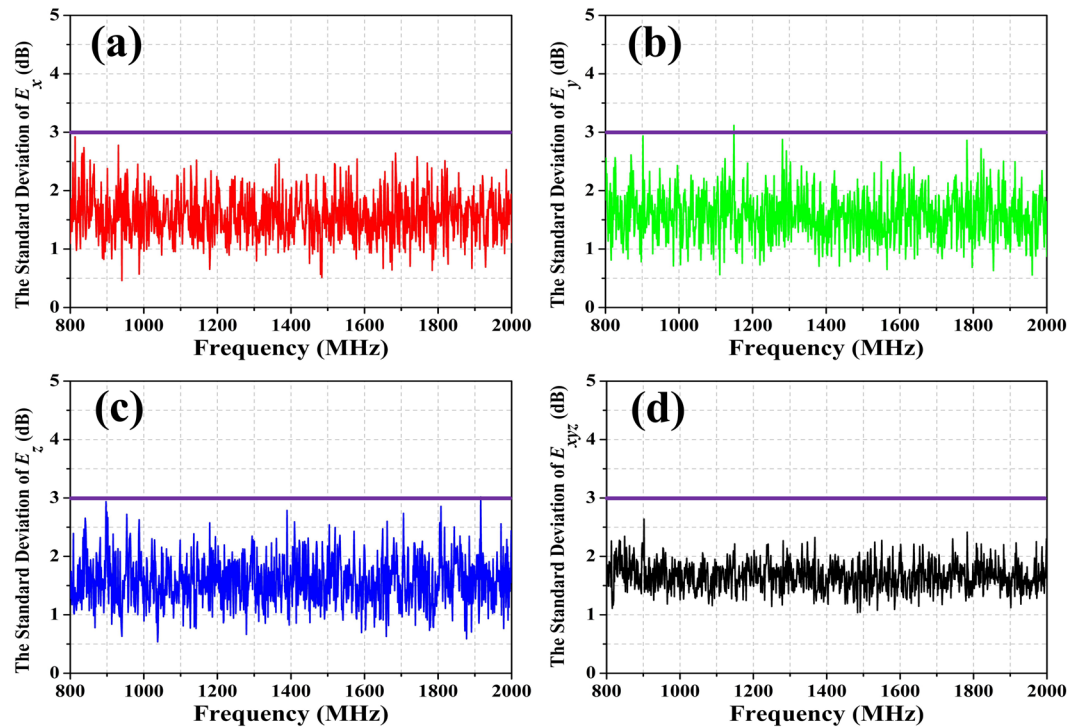 (a)
The Standard Deviation of E_x (dB)
5
4
3
2
1
0
800 1000 1200 1400 1600 1800 2000
Frequency (MHz)
(b)
The Standard Deviation of E_y (dB)
5
4
3
2
1
0
800 1000 1200 1400 1600 1800 2000
Frequency (MHz)
(c)
The Standard Deviation of E_z (dB)
5
4
3
2
1
0
800 1000 1200 1400 1600 1800 2000
Frequency (MHz)
(d)
The Standard Deviation of E_xyz (dB)
5
4
3
2
1
0
800 1000 1200 1400 1600 1800 2000
Frequency (MHz)